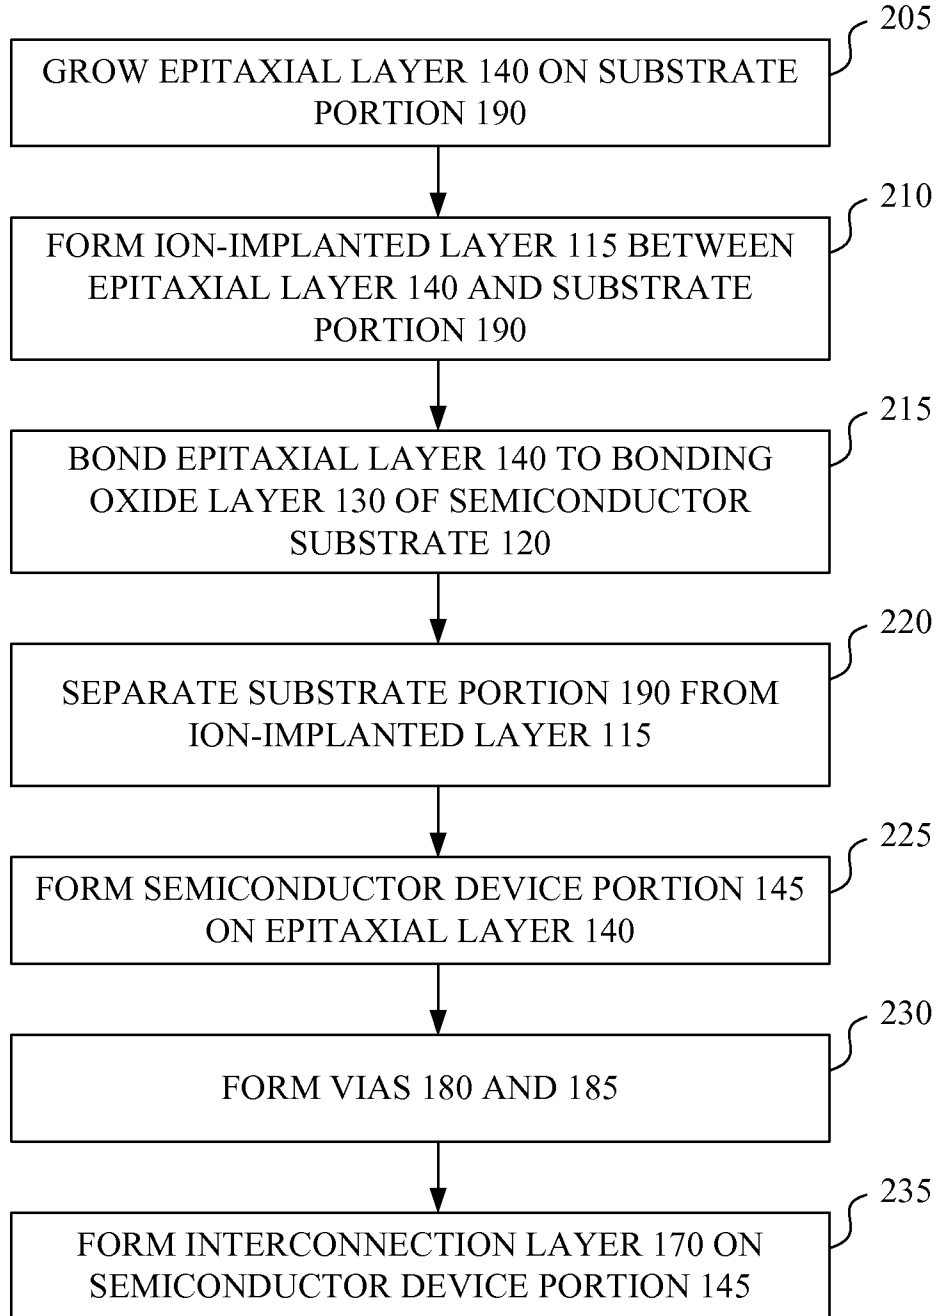 205
GROW EPITAXIAL LAYER 140 ON SUBSTRATE
PORTION 190
210
FORM ION-IMPLANTED LAYER 115 BETWEEN
EPITAXIAL LAYER 140 AND SUBSTRATE
PORTION 190
215
BOND EPITAXIAL LAYER 140 TO BONDING
OXIDE LAYER 130 OF SEMICONDUCTOR
SUBSTRATE 120
220
SEPARATE SUBSTRATE PORTION 190 FROM
ION-IMPLANTED LAYER 115
225
FORM SEMICONDUCTOR DEVICE PORTION 145
ON EPITAXIAL LAYER 140
230
FORM VIAS 180 AND 185
235
FORM INTERCONNECTION LAYER 170 ON
SEMICONDUCTOR DEVICE PORTION 145